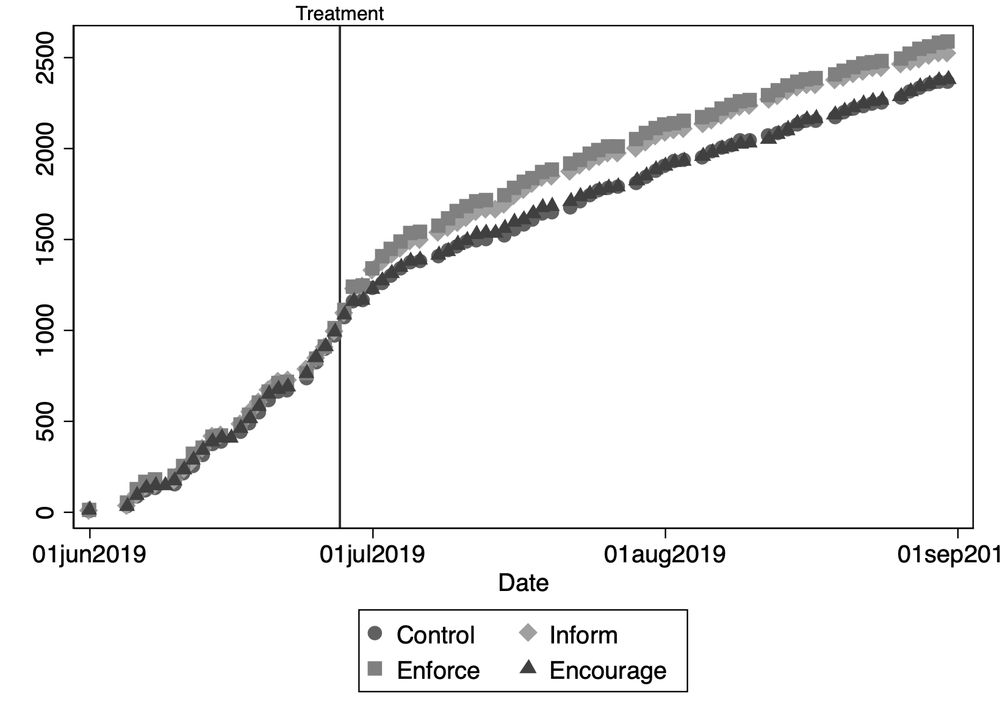 Treatment
2500
2000
1500
1000
500
0
01jun2019 01jul2019 01aug2019 01sep201
Date
Control Inform
Enforce Encourage